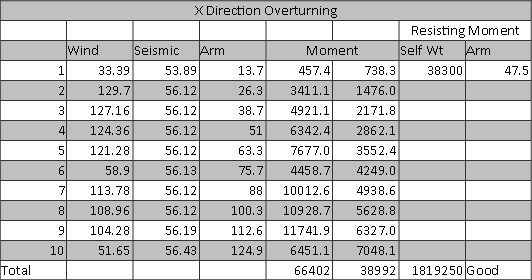 X Direction Overturning
Resisting Moment
Wind Seismic Arm Moment Self Wt Arm
1 33.39 53.89 13.7 457.4 738.3 38300 47.5
2 129.7 56.12 26.3 3411.1 1476.0
3 127.16 56.12 38.7 4921.1 2171.8
4 124.36 56.12 51 6342.4 2862.1
5 121.28 56.12 63.3 7677.0 3552.4
6 58.9 56.13 75.7 4458.7 4249.0
7 113.78 56.12 88 10012.6 4938.6
8 108.96 56.12 100.3 10928.7 5628.8
9 104.28 56.19 112.6 11741.9 6327.0
10 51.65 56.43 124.9 6451.1 7048.1
Total 66402 38992 1819250 Good